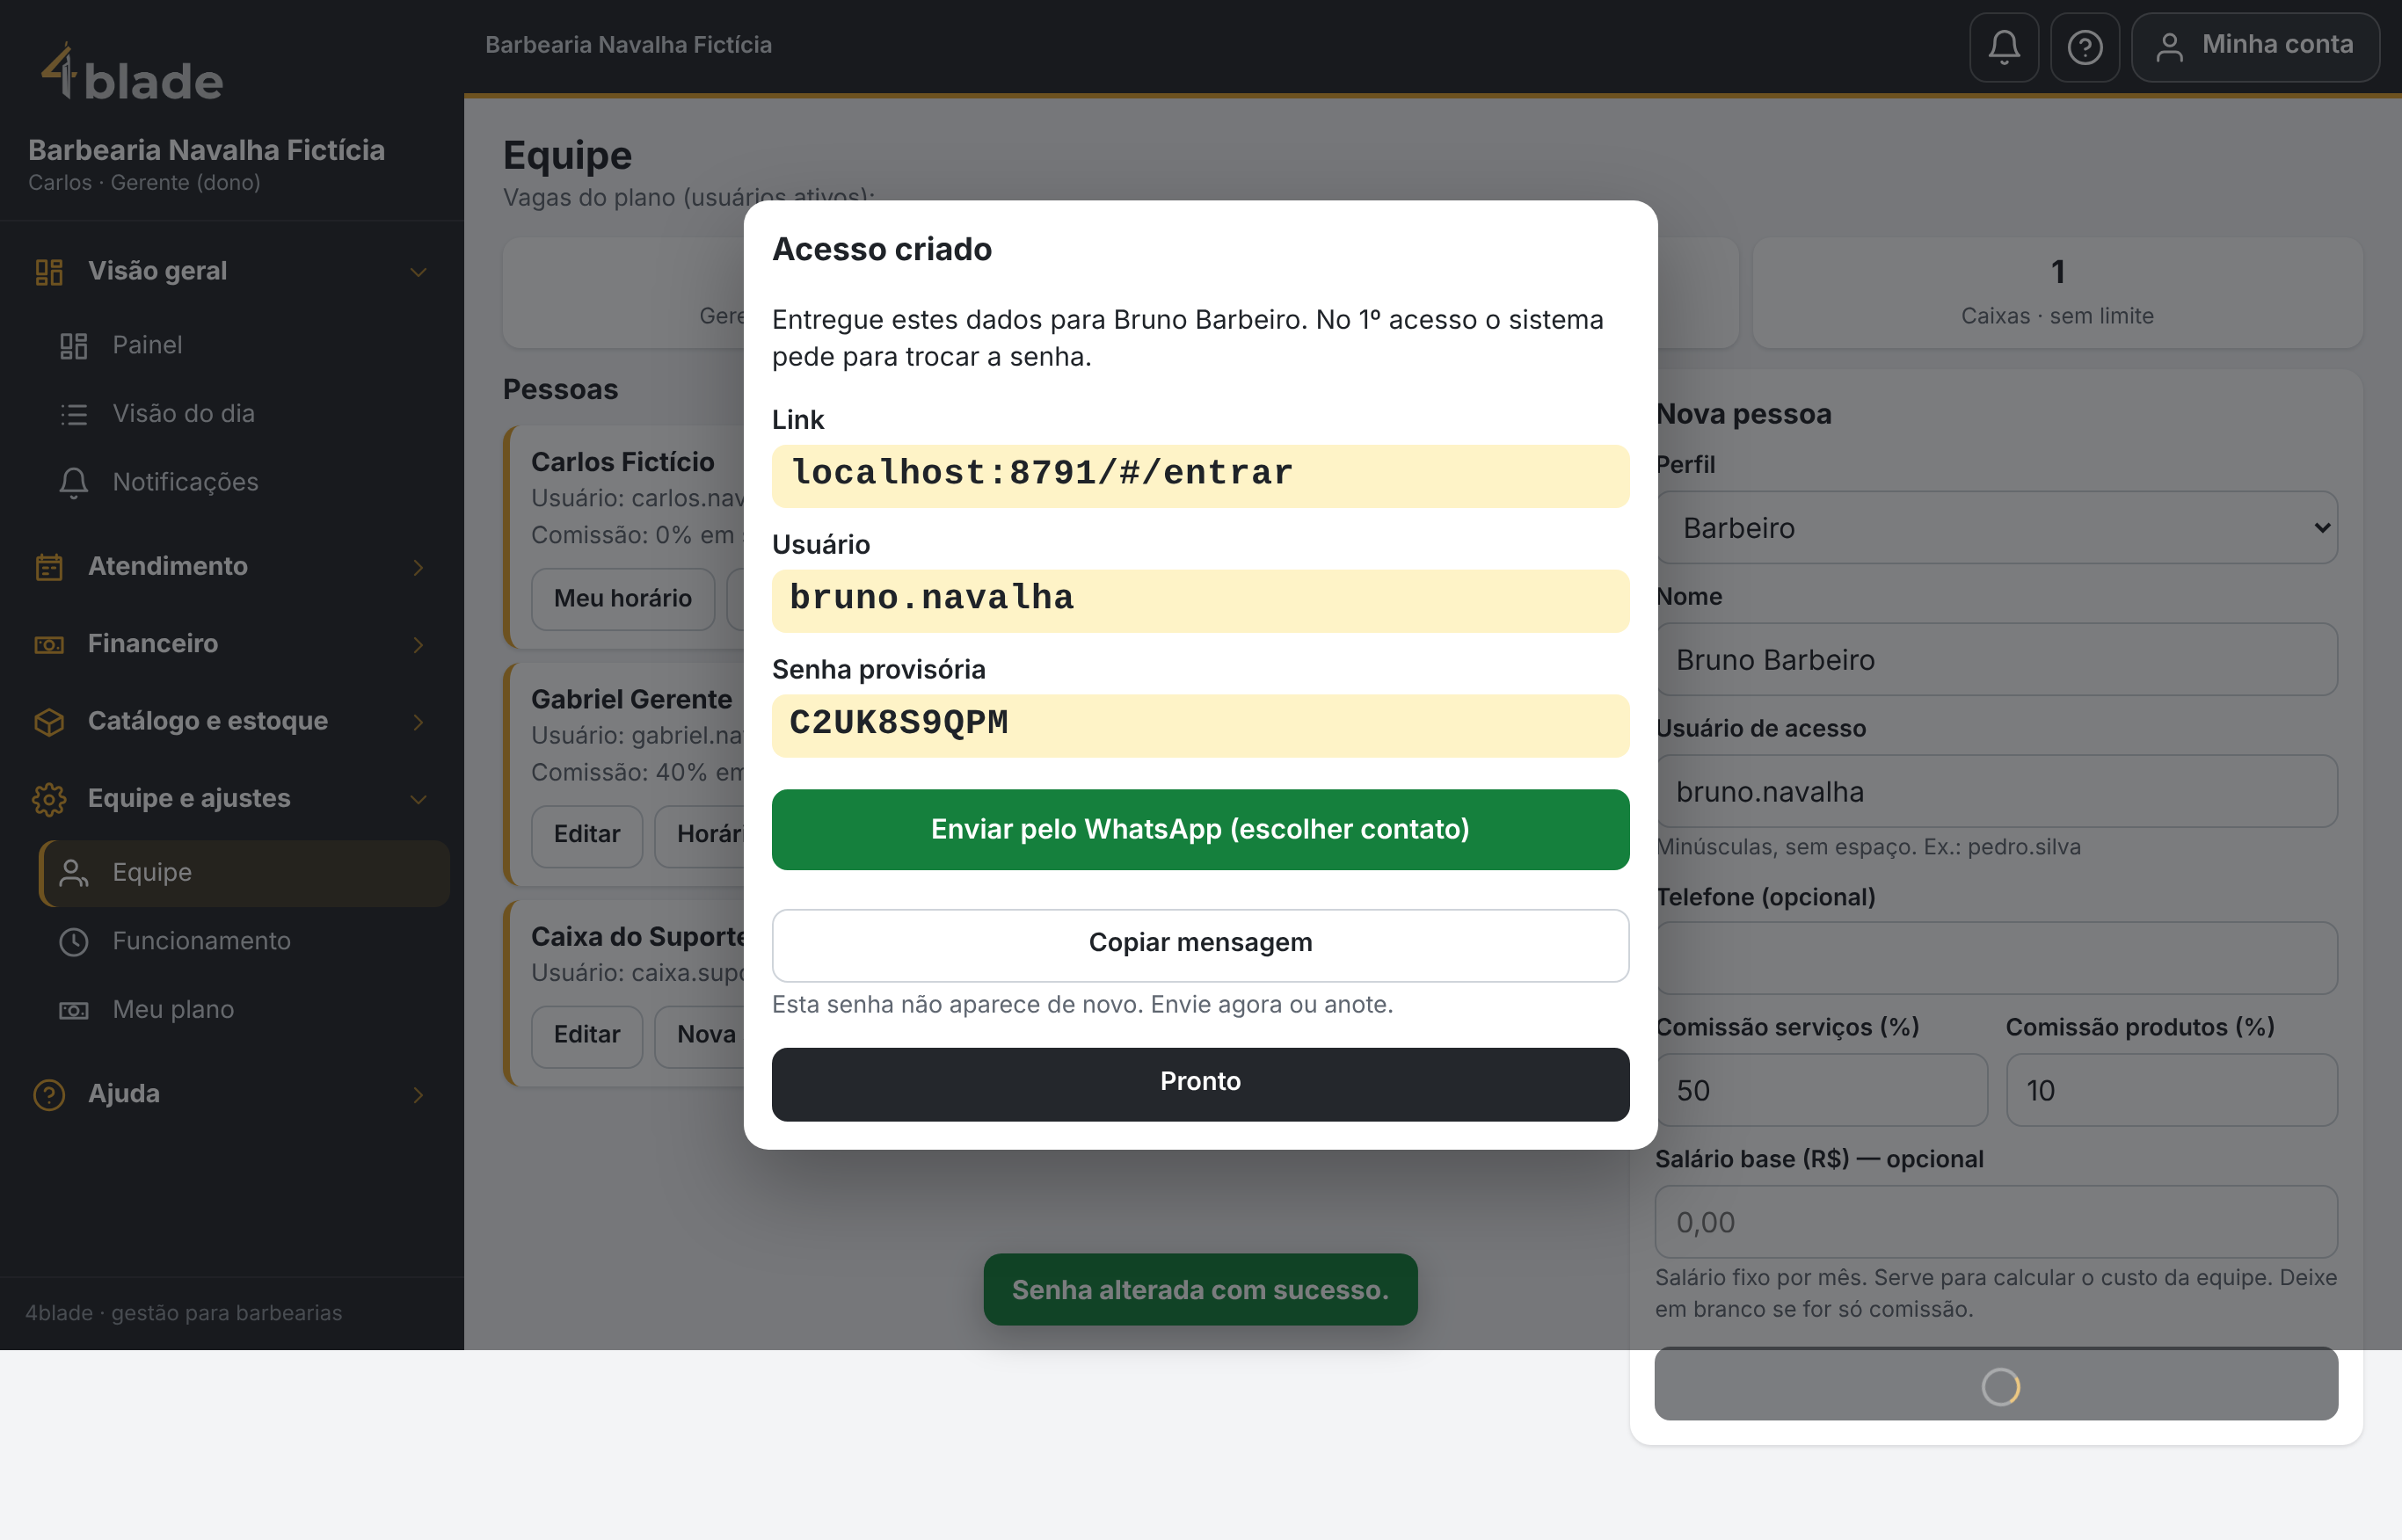 4blade
Barbearia Navalha Fictícia
Carlos · Gerente (dono)
Visão geral
Painel
Visão do dia
Notificações
Atendimento
Financeiro
Catálogo e estoque
Equipe e ajustes
Equipe
Funcionamento
Meu plano
Ajuda
4blade · gestão para barbearias
Barbearia Navalha Fictícia
Minha conta
Equipe
Vagas do plano (usuários ativos):
1
Caixas · sem limite
Pessoas
Carlos Fictício
Usuário:
Comissão: 0% em
Meu horário
Gabriel Gerente
Usuário:
Comissão: 40% em
Editar
Caixa do Suporte
Usuário:
Editar
Nova
Acesso criado
Entregue estes dados para Bruno Barbeiro. No 1º acesso o sistema
pede para trocar a senha.
Link
localhost:8791/#/entrar
Usuário
bruno.navalha
Senha provisória
C2UK8S9QPM
Enviar pelo WhatsApp (escolher contato)
Copiar mensagem
Esta senha não aparece de novo. Envie agora ou anote.
Pronto
Senha alterada com sucesso.
Nova pessoa
Perfil
Barbeiro
Nome
Bruno Barbeiro
Usuário de acesso
bruno.navalha
Minúsculas, sem espaço. Ex.: pedro.silva
Telefone (opcional)
Comissão serviços (%) Comissão produtos (%)
50 10
Salário base (R$) — opcional
0,00
Salário fixo por mês. Serve para calcular o custo da equipe. Deixe
em branco se for só comissão.